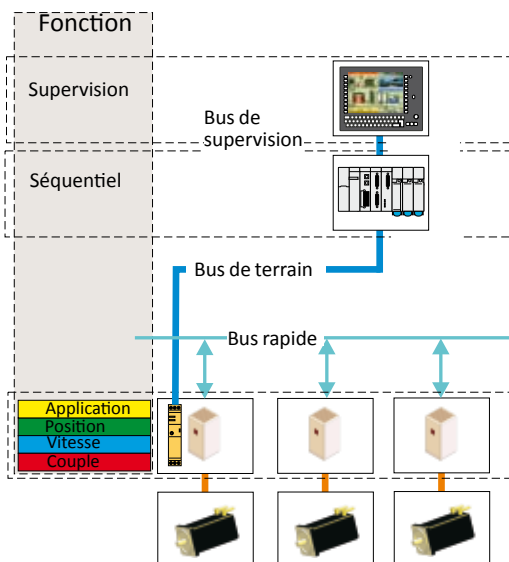 Fonction
Supervision
Bus de
supervision
Séquentiel
Bus de terrain
Bus rapide
Application
Position
Vitesse
Couple